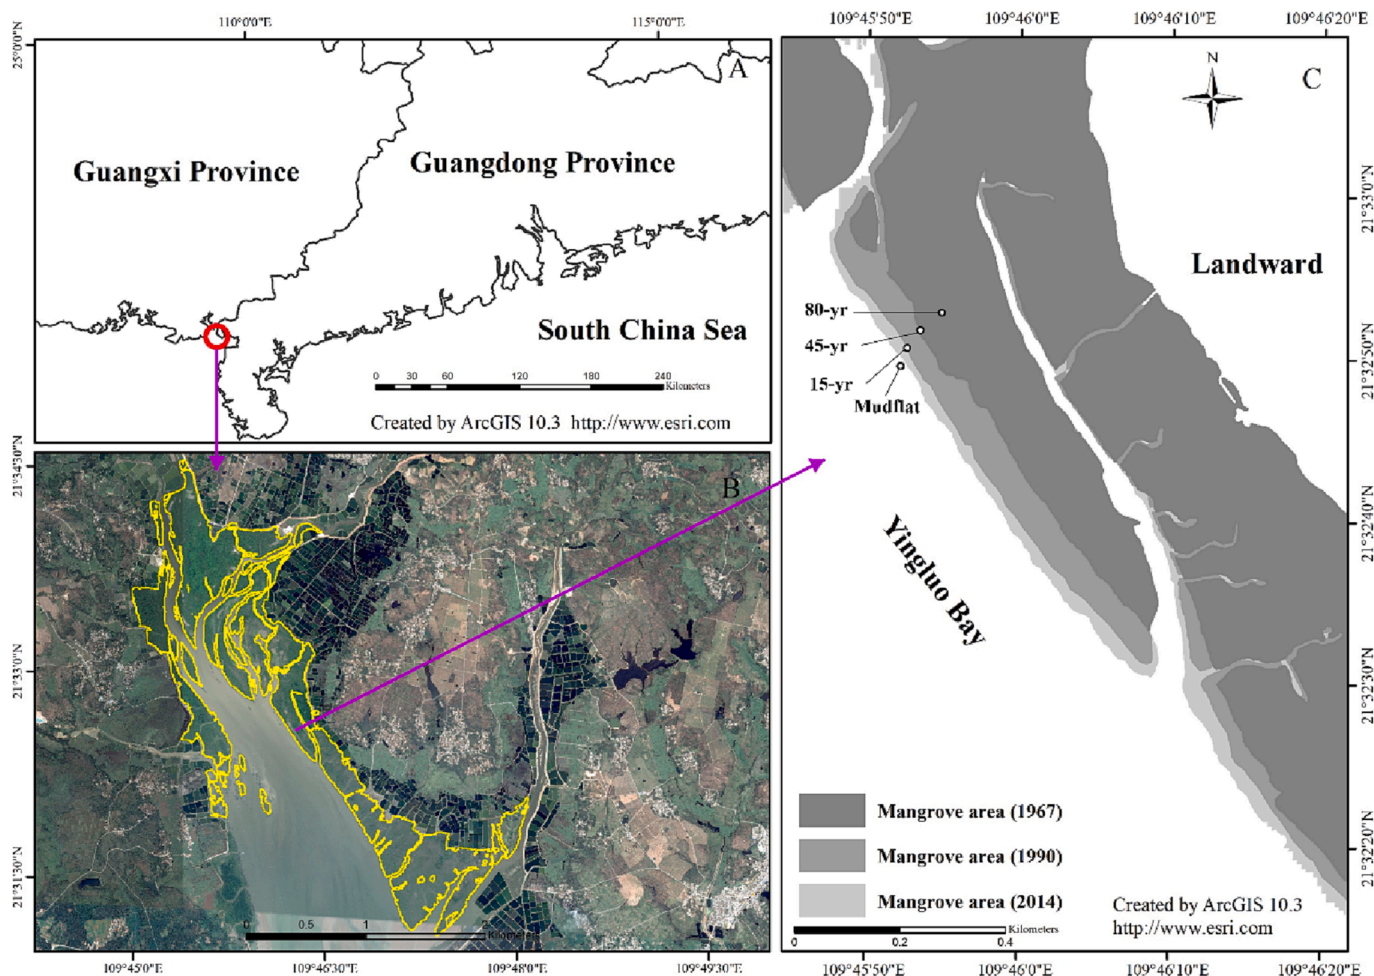 110°0'0"E
115°0'0"E
25°0'0"N
A
Guangxi Province
Guangdong Province
South China Sea
0 30 60 120 180 240
Kilometers
Created by ArcGIS 10.3 http://www.esri.com
21°34'30"N
21°33'0"N
21°31'30"N
B
0 0.5 1 2
Kilometers
109°45'0"E 109°46'30"E 109°48'0"E 109°49'30"E
109°45'50"E 109°46'0"E 109°46'10"E 109°46'20"E
N
C
21°33'0"N
21°32'50"N
21°32'40"N
21°32'30"N
21°32'20"N
Landward
80-yr
45-yr
15-yr
Mudflat
Yingluo Bay
Mangrove area (1967)
Mangrove area (1990)
Mangrove area (2014)
Created by ArcGIS 10.3
http://www.esri.com
0 0.2 0.4
Kilometers
109°45'50"E 109°46'0"E 109°46'10"E 109°46'20"E